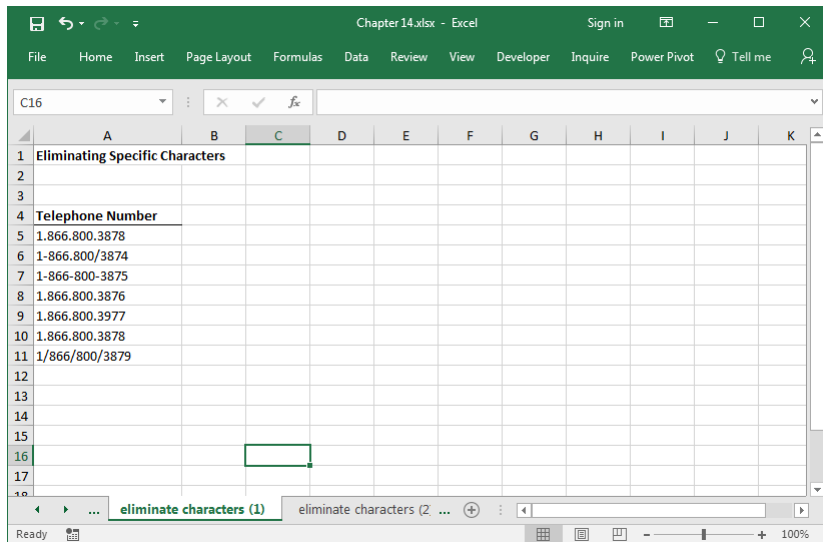 Chapter 14.xlsx - Excel
Sign in
File Home Insert Page Layout Formulas Data Review View Developer Inquire Power Pivot Tell me
C16
fx
A B C D E F G H I J K
1 Eliminating Specific Characters
2
3
4 Telephone Number
5 1.866.800.3878
6 1-866.800/3874
7 1-866-800-3875
8 1.866.800.3876
9 1.866.800.3977
10 1.866.800.3878
11 1/866/800/3879
12
13
14
15
16
17
18
... eliminate characters (1) eliminate characters (2 ...
Ready 100%